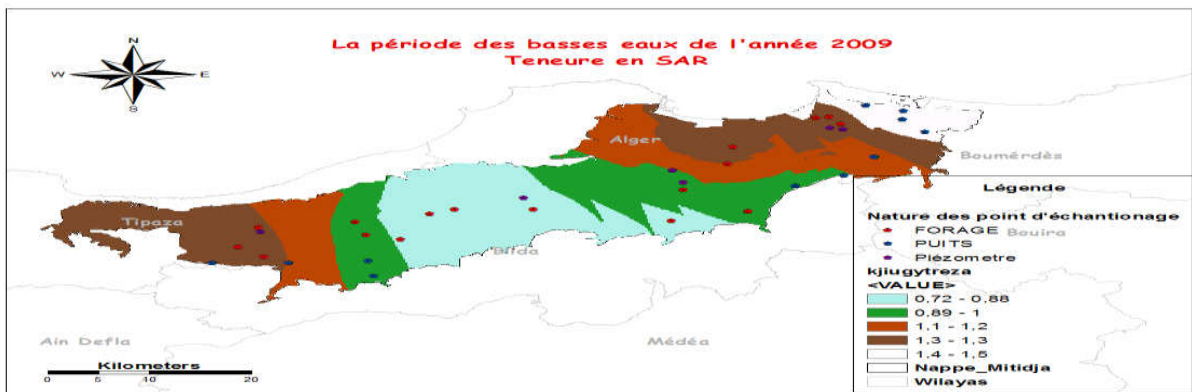 La période des basses eaux de l'année 2009
Teneure en SAR
N
W E
S
Alger
Boumérdès
Tipaza
Blida
Bouira
Ain Defla
Médéa
Kilometers
0 5 10 20
Légende
Nature des point d'échantionage
FORAGE
PUITS
Piézometre
kjiugytreza
<VALUE>
0,72 - 0,88
0,89 - 1
1,1 - 1,2
1,3 - 1,3
1,4 - 1,5
Nappe_Mitidja
Wilayas